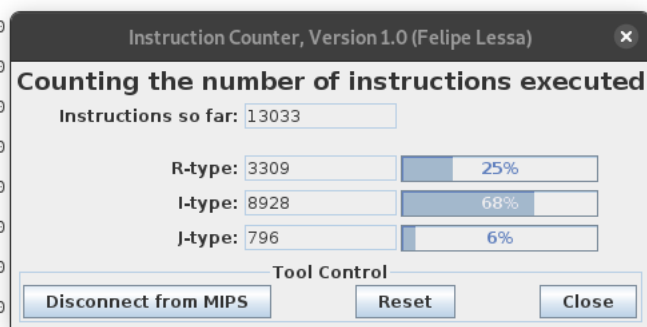 Instruction Counter, Version 1.0 (Felipe Lessa)
Counting the number of instructions executed
Instructions so far: 13033
R-type: 3309 25%
I-type: 8928 68%
J-type: 796 6%
Tool Control
Disconnect from MIPS Reset Close